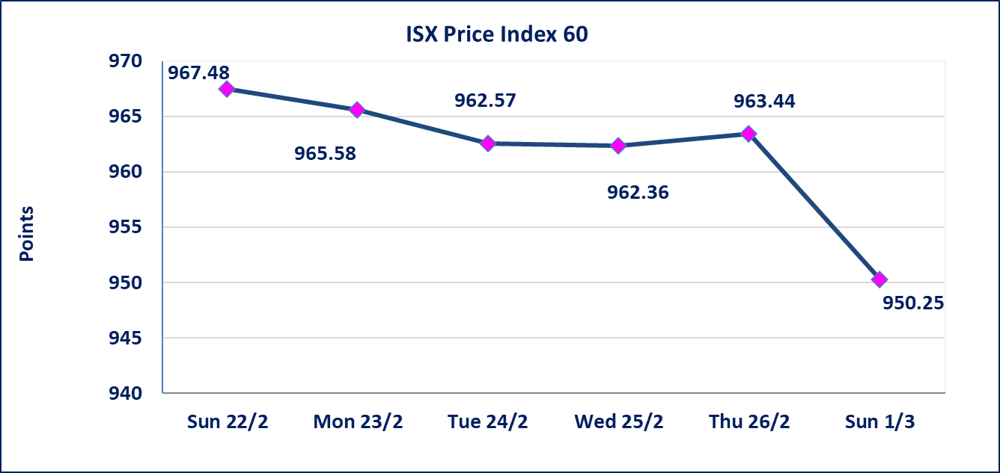 ISX Price Index 60
Points
970
965
960
955
950
945
940
967.48
965.58
962.57
962.36
963.44
950.25
Sun 22/2
Mon 23/2
Tue 24/2
Wed 25/2
Thu 26/2
Sun 1/3